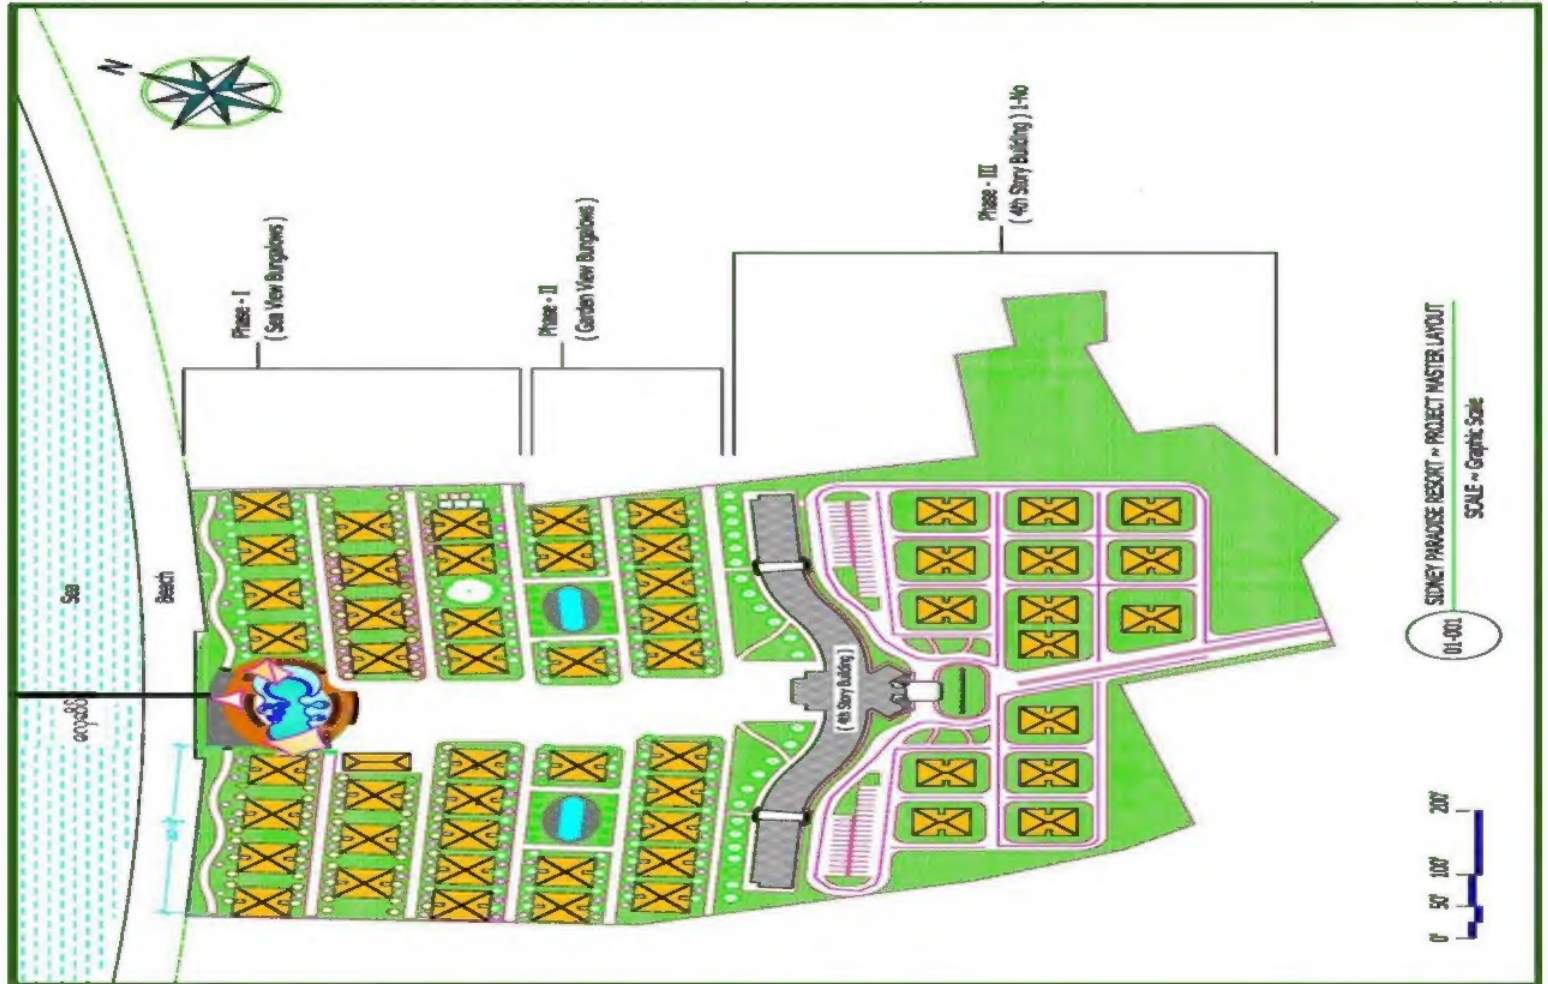 N
Sea
Beach
Phase - I
( Sea View Bungalows )
Phase - II
( Garden View Bungalows )
Phase - III
( 4th Story Building ) 1-No
( 4th Story Building )
01-001
SIDNEY PARADISE RESORT ~ PROJECT MASTER LAYOUT
SCALE ~ Graphic Scale
0' 50' 100' 200'